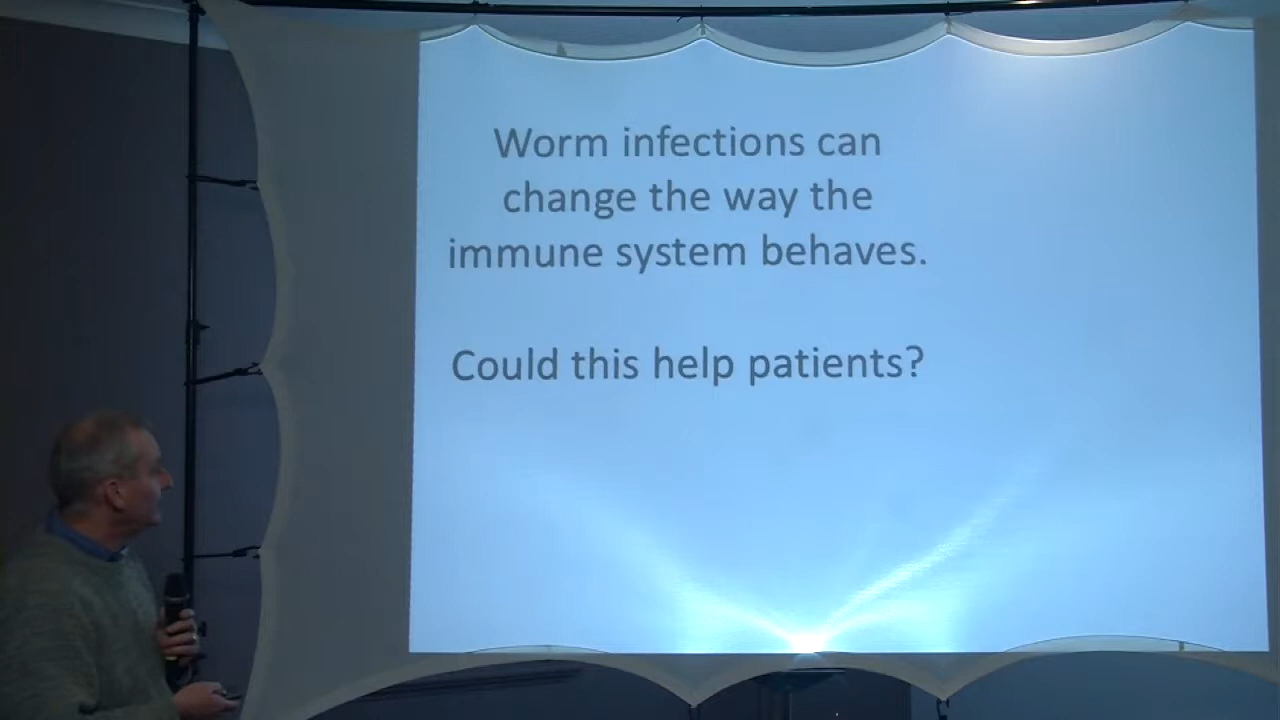 Worm infections can
change the way the
immune system behaves.
Could this help patients?